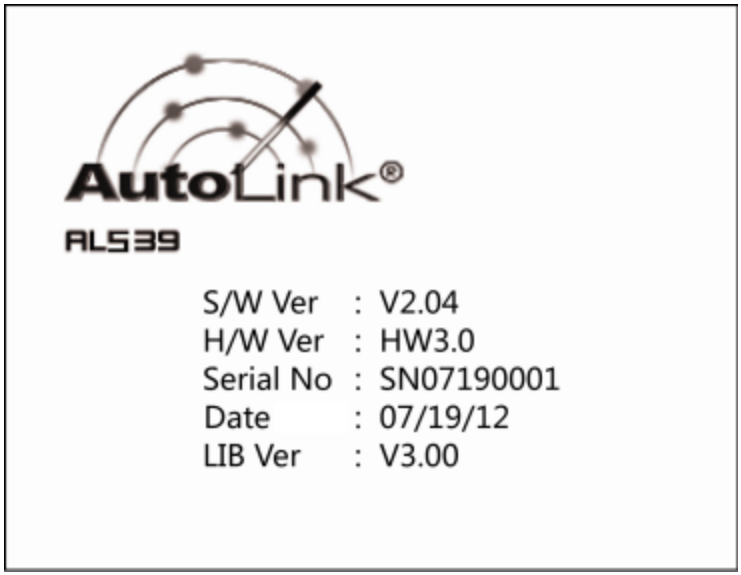 AutoLink®
AL539
S/W Ver : V2.04
H/W Ver : HW3.0
Serial No : SN07190001
Date : 07/19/12
LIB Ver : V3.00